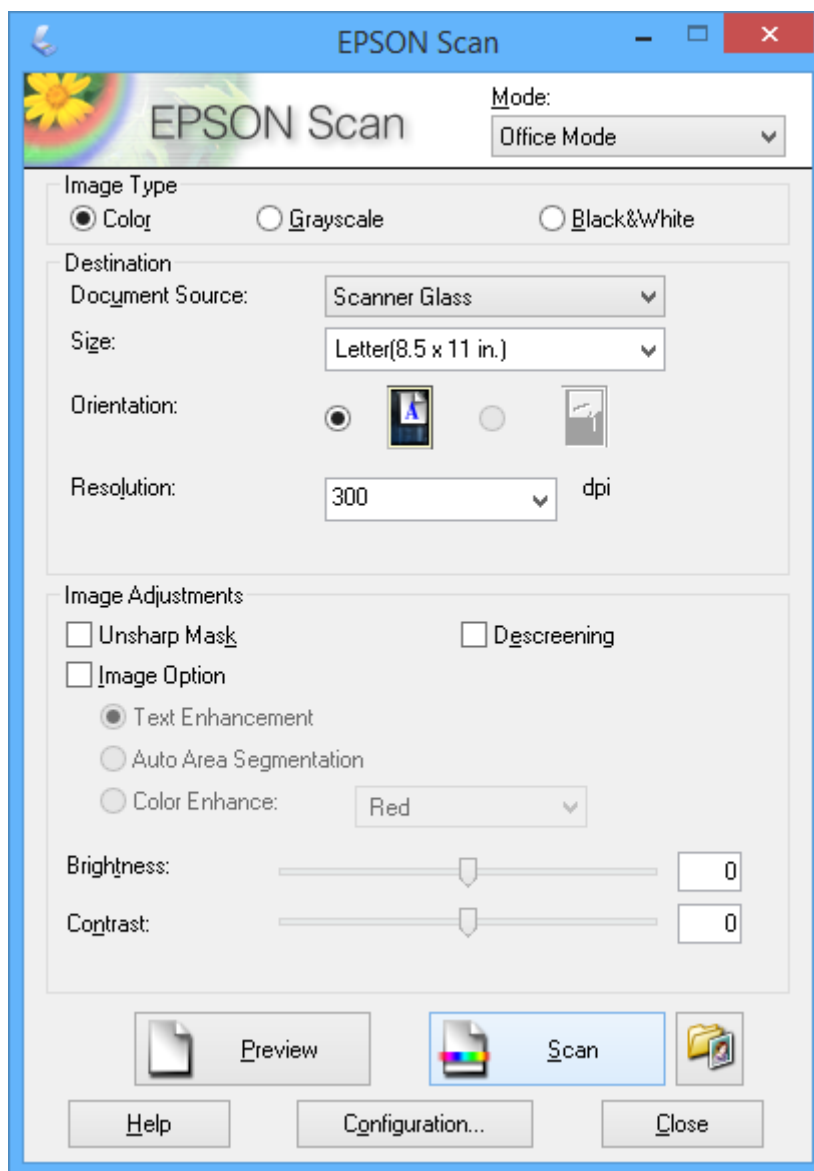 EPSON Scan
EPSON Scan
Mode:
Office Mode
Image Type
Color Grayscale Black&White
Destination
Document Source: Scanner Glass
Size: Letter(8.5 x 11 in.)
Orientation: A
Resolution: 300 dpi
Image Adjustments
Unsharp Mask Descreening
Image Option
Text Enhancement
Auto Area Segmentation
Color Enhance: Red
Brightness: 0
Contrast: 0
Preview Scan
Help Configuration... Close